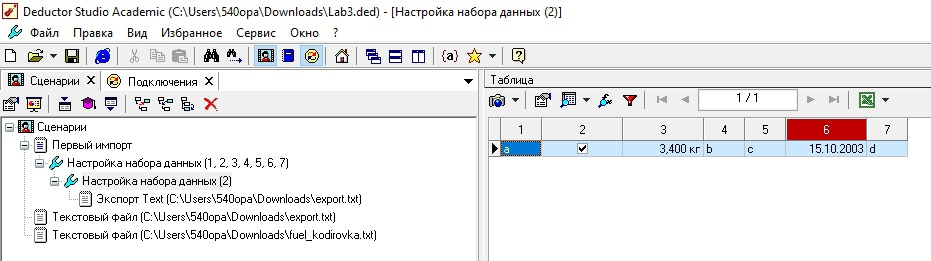 Deductor Studio Academic (C:\Users\540opa\Downloads\Lab3.ded) - [Настройка набора данных (2)]
Файл Правка Вид Избранное Сервис Окно ?
{a}
Сценарии X Подключения X
Таблица
1 / 1
1 2 3 4 5 6 7
a 3,400 кг b c 15.10.2003 d
Сценарии
Первый импорт
Настройка набора данных (1, 2, 3, 4, 5, 6, 7)
Настройка набора данных (2)
Экспорт Text (C:\Users\540opa\Downloads\export.txt)
Текстовый файл (C:\Users\540opa\Downloads\export.txt)
Текстовый файл (C:\Users\540opa\Downloads\fuel_kodirovka.txt)